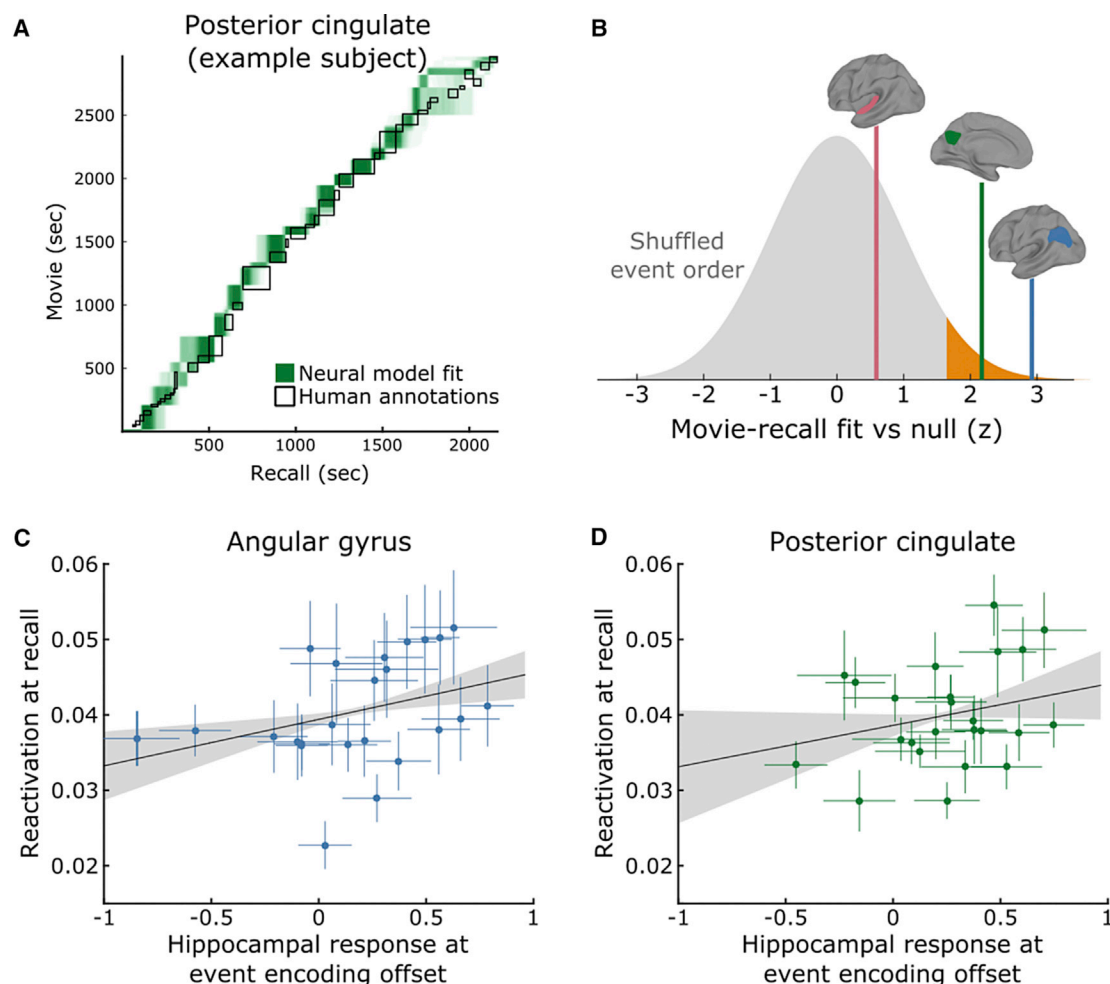 A
Posterior cingulate
(example subject)
Movie (sec)
2500
2000
1500
1000
500
Neural model fit
Human annotations
500 1000 1500 2000
Recall (sec)
B
Shuffled
event order
-3 -2 -1 0 1 2 3
Movie-recall fit vs null (z)
C
Angular gyrus
Reactivation at recall
0.06
0.05
0.04
0.03
0.02
-1 -0.5 0 0.5 1
Hippocampal response at
event encoding offset
D
Posterior cingulate
Reactivation at recall
0.06
0.05
0.04
0.03
0.02
-1 -0.5 0 0.5 1
Hippocampal response at
event encoding offset